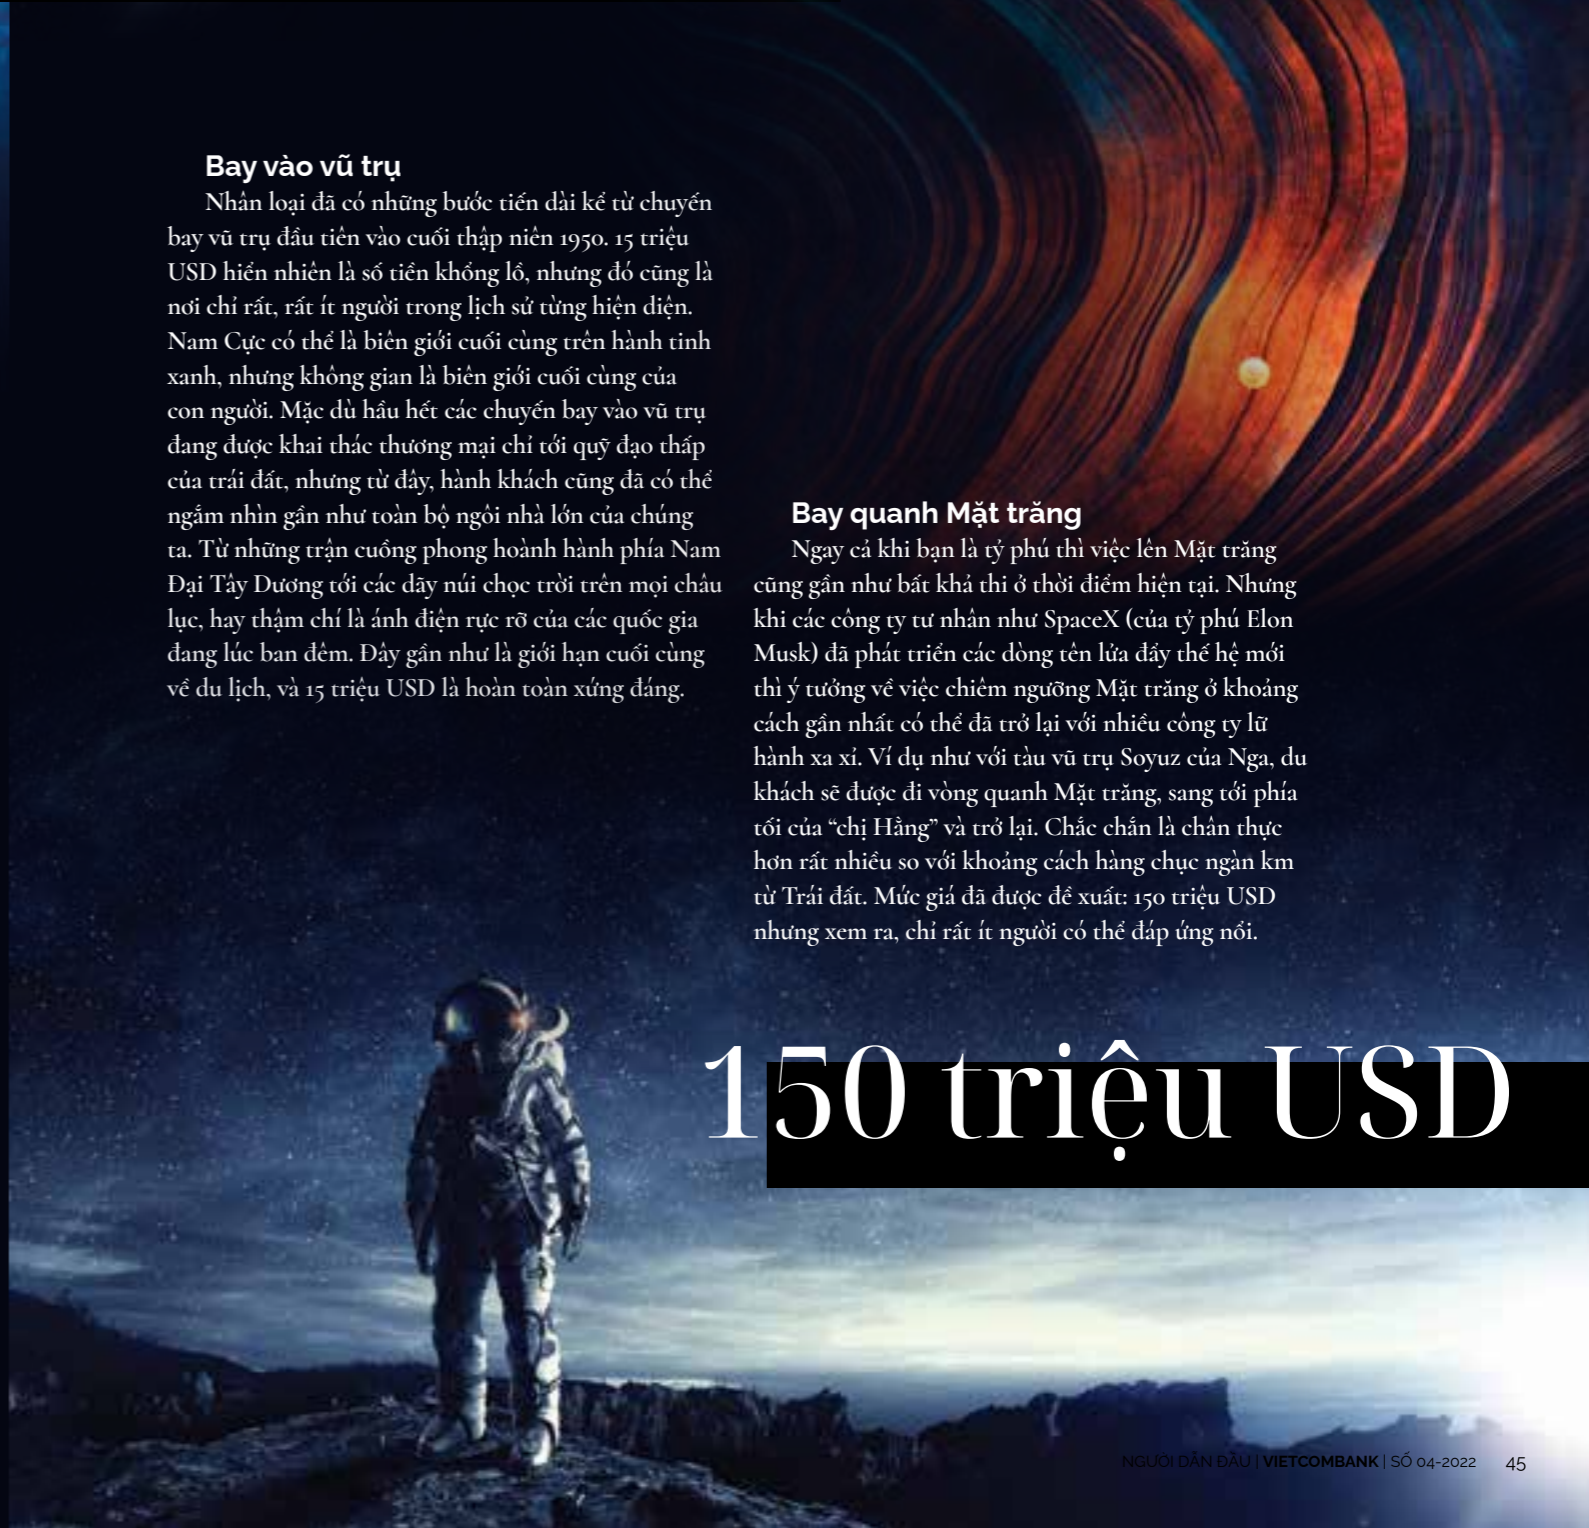 Bay vào vũ trụ
Nhân loại đã có những bước tiến dài kể từ chuyến
bay vũ trụ đầu tiên vào cuối thập niên 1950. 15 triệu
USD hiển nhiên là số tiền khổng lồ, nhưng đó cũng là
nơi chỉ rất, rất ít người trong lịch sử từng hiện diện.
Nam Cực có thể là biên giới cuối cùng trên hành tinh
xanh, nhưng không gian là biên giới cuối cùng của
con người. Mặc dù hầu hết các chuyến bay vào vũ trụ
đang được khai thác thương mại chỉ tới quỹ đạo thấp
của trái đất, nhưng từ đây, hành khách cũng đã có thể
ngắm nhìn gần như toàn bộ ngôi nhà lớn của chúng
ta. Từ những trận cuồng phong hoành hành phía Nam
Đại Tây Dương tới các dãy núi chọc trời trên mọi châu
lục, hay thậm chí là ánh điện rực rỡ của các quốc gia
đang lúc ban đêm. Đây gần như là giới hạn cuối cùng
về du lịch, và 15 triệu USD là hoàn toàn xứng đáng.
Bay quanh Mặt trăng
Ngay cả khi bạn là tỷ phú thì việc lên Mặt trăng
cũng gần như bất khả thi ở thời điểm hiện tại. Nhưng
khi các công ty tư nhân như SpaceX (của tỷ phú Elon
Musk) đã phát triển các dòng tên lửa đẩy thế hệ mới
thì ý tưởng về việc chiêm ngưỡng Mặt trăng ở khoảng
cách gần nhất có thể đã trở lại với nhiều công ty lữ
hành xa xỉ. Ví dụ như với tàu vũ trụ Soyuz của Nga, du
khách sẽ được đi vòng quanh Mặt trăng, sang tới phía
tối của “chị Hằng” và trở lại. Chắc chắn là chân thực
hơn rất nhiều so với khoảng cách hàng chục ngàn km
từ Trái đất. Mức giá đã được đề xuất: 150 triệu USD
nhưng xem ra, chỉ rất ít người có thể đáp ứng nổi.
150 triệu USD
NGƯỜI DẪN ĐẦU | VIETCOMBANK | SỐ 04-2022 45